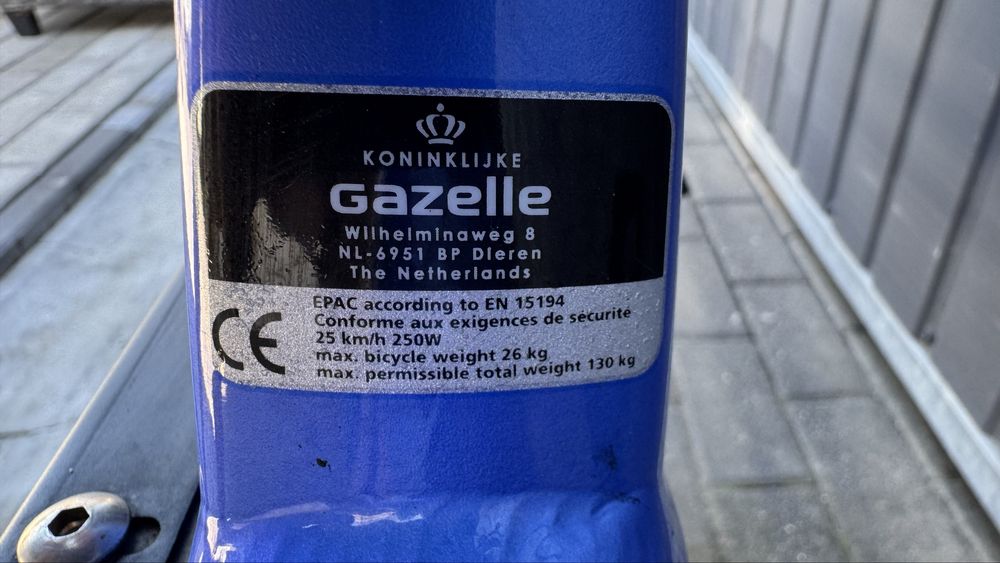 KONINKLIJKE
Gazelle
Wilhelminaweg 8
NL-6951 BP Dieren
The Netherlands
CE
EPAC according to EN 15194
Conforme aux exigences de sécurité
25 km/h 250W
max. bicycle weight 26 kg
max. permissible total weight 130 kg